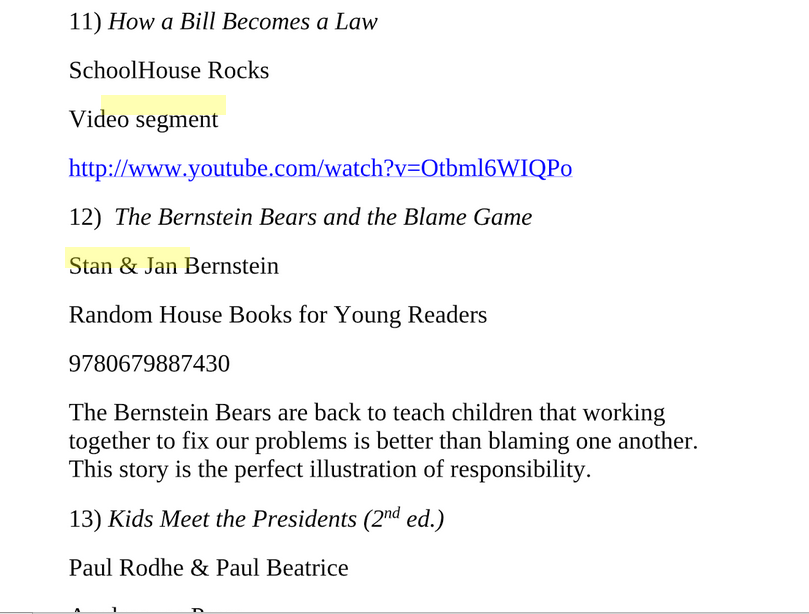 11) How a Bill Becomes a Law
SchoolHouse Rocks
Video segment
http://www.youtube.com/watch?v=Otbml6WIQPo
12) The Bernstein Bears and the Blame Game
Stan & Jan Bernstein
Random House Books for Young Readers
9780679887430
The Bernstein Bears are back to teach children that working
together to fix our problems is better than blaming one another.
This story is the perfect illustration of responsibility.
13) Kids Meet the Presidents (2nd ed.)
Paul Rodhe & Paul Beatrice